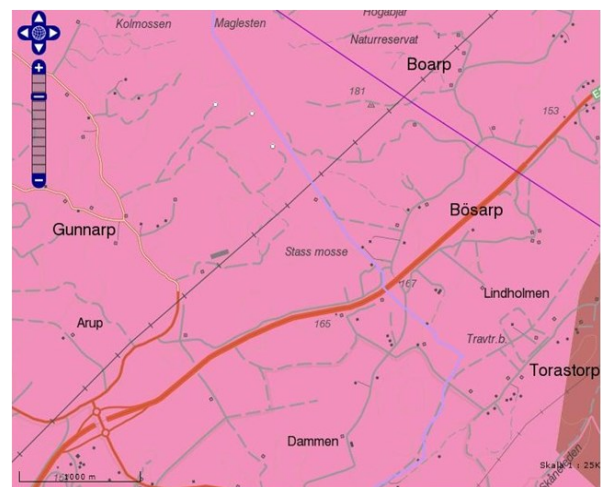 Kolmossen
Maglesten
Högabjär
Naturreservat
Boarp
181
153
Bösarp
Gunnarp
Stass mosse
167
Lindholmen
165
Arup
Travtr.b.
Torastorp
Dammen
Skåneleden
Skala 1 : 25K
1000 m